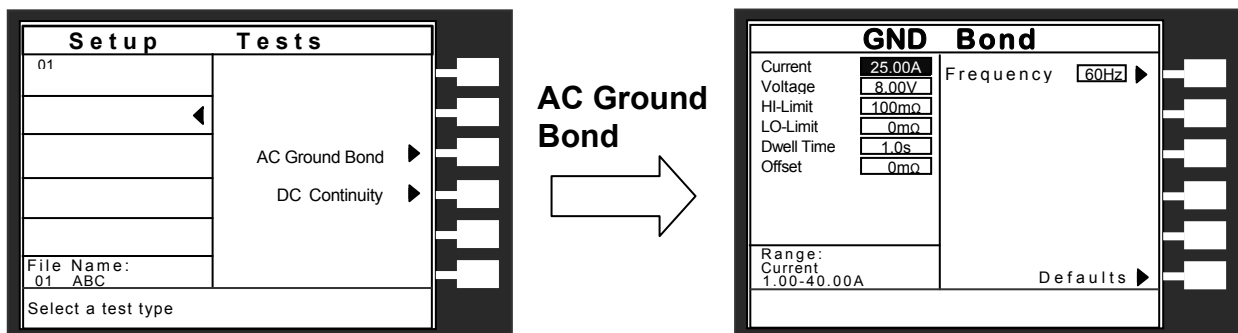 Setup Tests
01
AC Ground Bond
DC Continuity
File Name:
01 ABC
Select a test type
AC Ground
Bond
GND Bond
Current 25.00A
Voltage 8.00V
HI-Limit 100mΩ
LO-Limit 0mΩ
Dwell Time 1.0s
Offset 0mΩ
Frequency 60Hz
Range:
Current
1.00-40.00A
Defaults